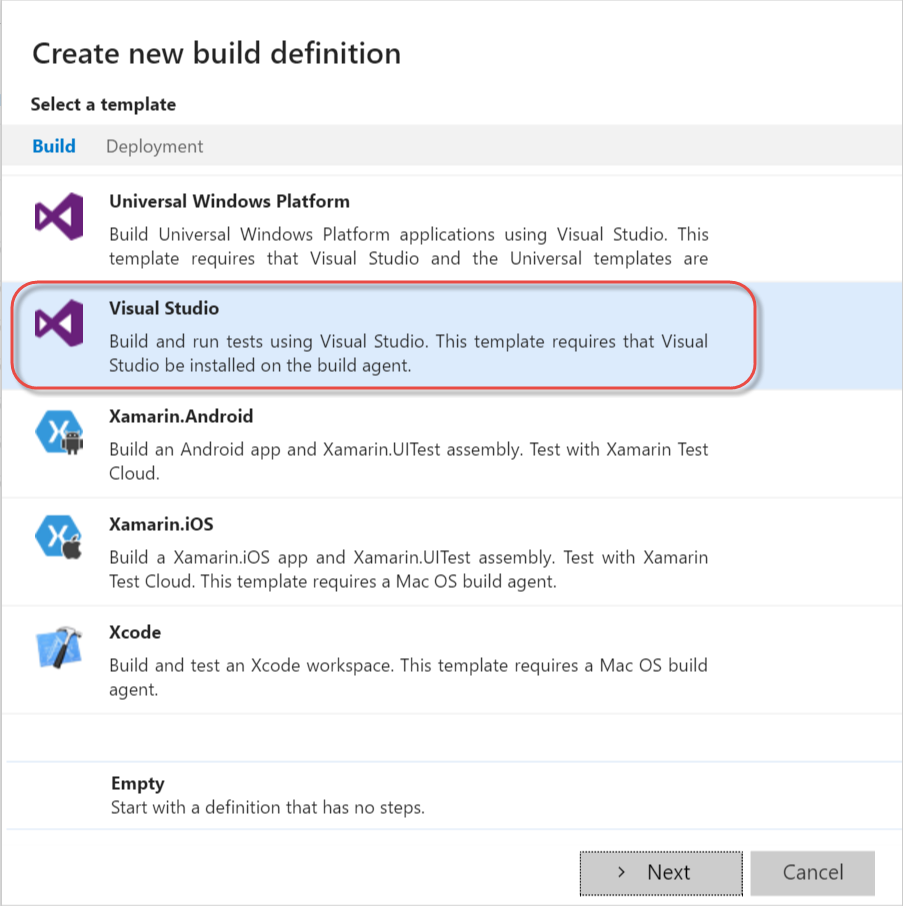 Create new build definition
Select a template
Build Deployment
Universal Windows Platform
Build Universal Windows Platform applications using Visual Studio. This
template requires that Visual Studio and the Universal templates are
Visual Studio
Build and run tests using Visual Studio. This template requires that Visual
Studio be installed on the build agent.
Xamarin.Android
Build an Android app and Xamarin.UITest assembly. Test with Xamarin Test
Cloud.
Xamarin.iOS
Build a Xamarin.iOS app and Xamarin.UITest assembly. Test with Xamarin
Test Cloud. This template requires a Mac OS build agent.
Xcode
Build and test an Xcode workspace. This template requires a Mac OS build
agent.
Empty
Start with a definition that has no steps.
Next Cancel